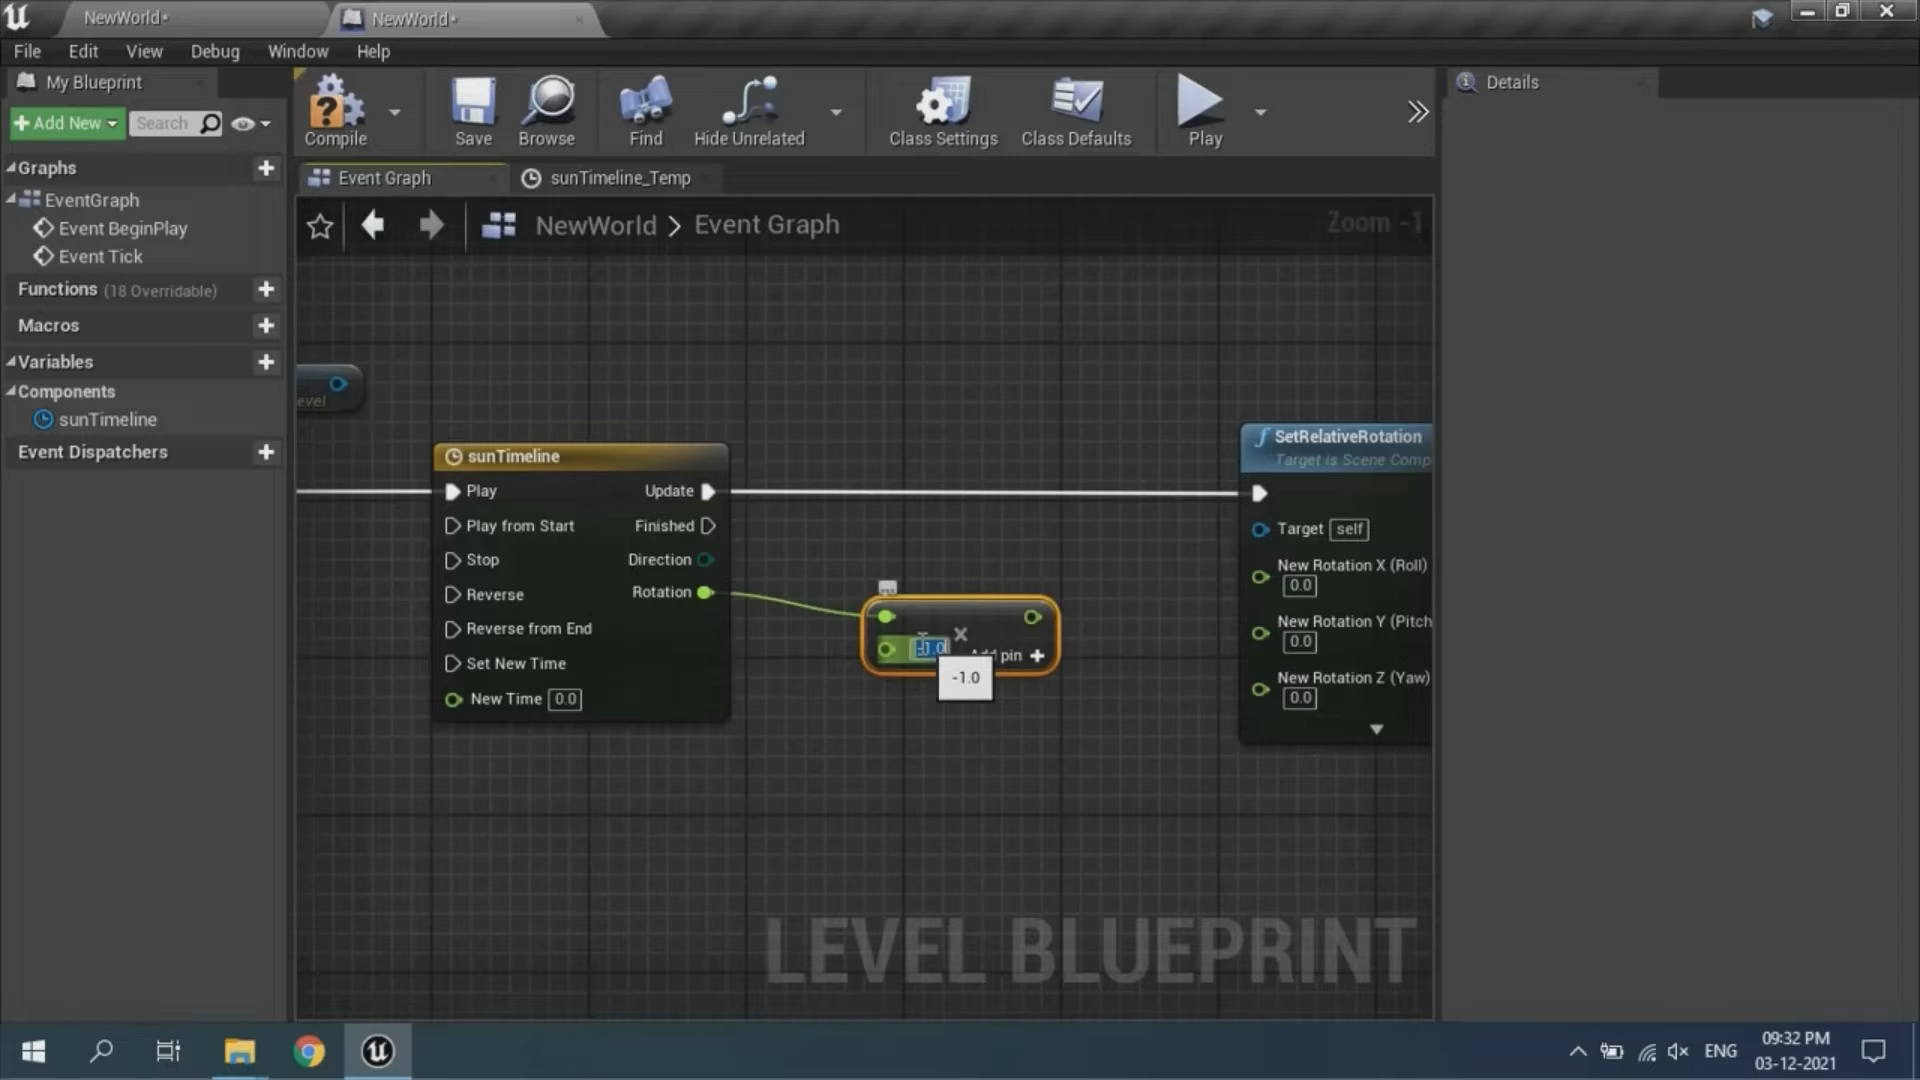 NewWorld*
NewWorld*
File Edit View Debug Window Help
My Blueprint
Details
Add New
Search
Compile
Save
Browse
Find
Hide Unrelated
Class Settings
Class Defaults
Play
Graphs
EventGraph
Event BeginPlay
Event Tick
Functions (18 Overridable)
Macros
Variables
Components
sunTimeline
Event Dispatchers
Event Graph
sunTimeline_Temp
NewWorld > Event Graph
Zoom -1
evel
sunTimeline
Play
Update
Play from Start
Finished
Stop
Direction
Reverse
Rotation
Reverse from End
Set New Time
New Time 0.0
-1.0
Add pin
-1.0
SetRelativeRotation
Target is Scene Comp
Target self
New Rotation X (Roll)
0.0
New Rotation Y (Pitch
0.0
New Rotation Z (Yaw)
0.0
LEVEL BLUEPRINT
ENG
09:32 PM
03-12-2021